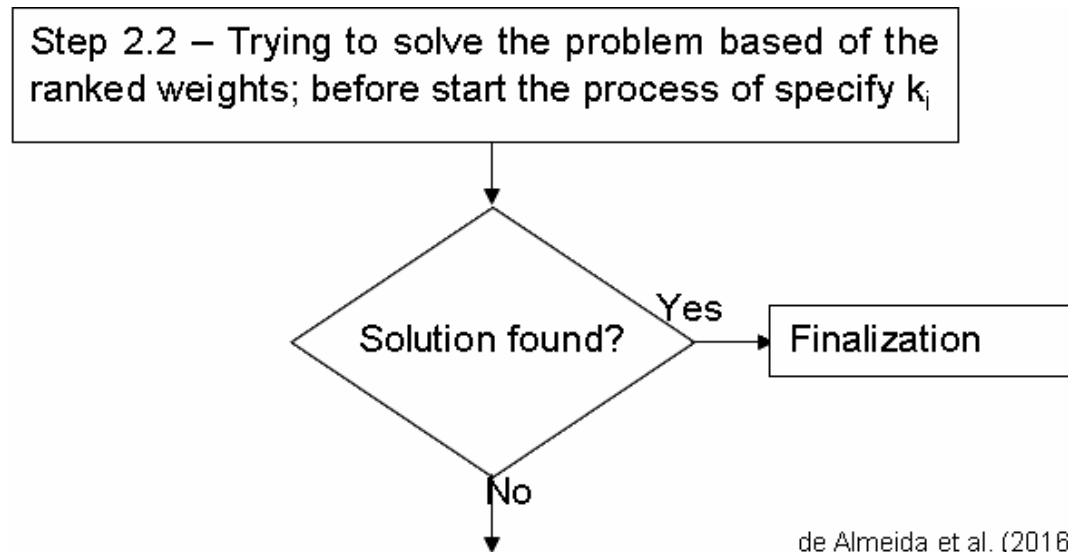 Step 2.2 – Trying to solve the problem based of the
ranked weights; before start the process of specify kᵢ
Yes
Solution found?
Finalization
No
de Almeida et al. (2016